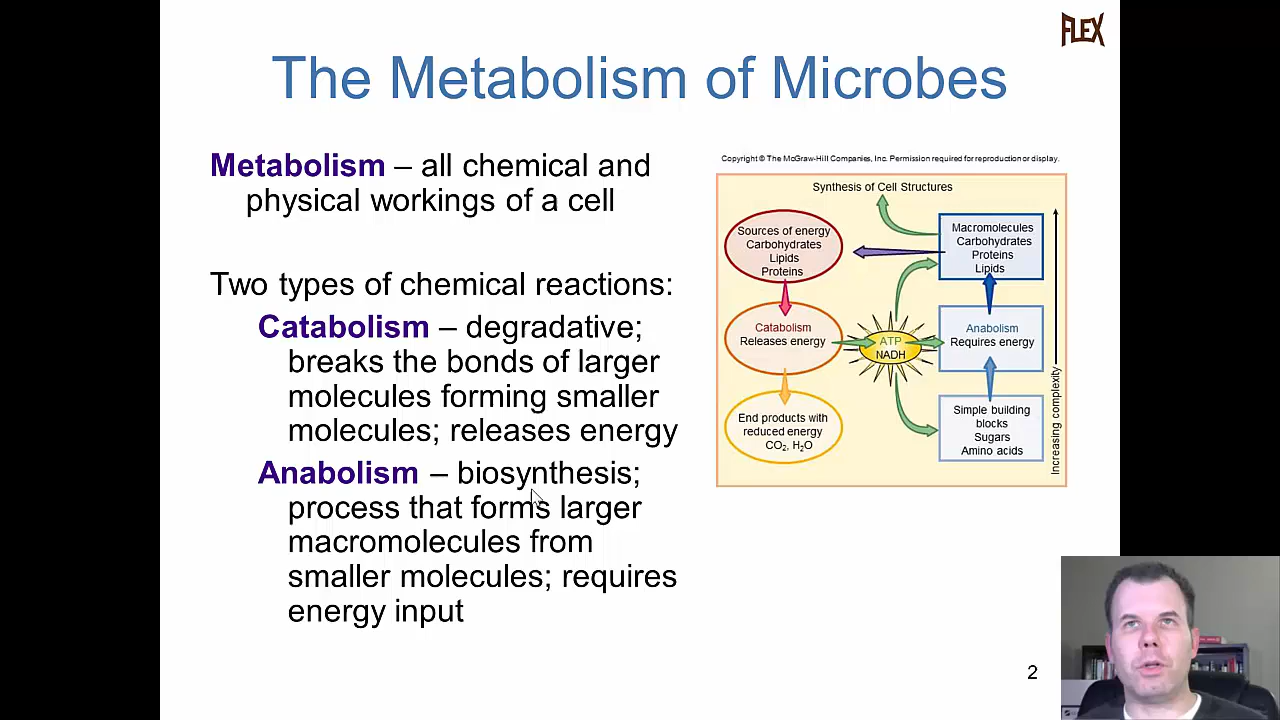 FLEX
The Metabolism of Microbes
Metabolism – all chemical and
physical workings of a cell
Two types of chemical reactions:
Catabolism – degradative;
breaks the bonds of larger
molecules forming smaller
molecules; releases energy
Anabolism – biosynthesis;
process that forms larger
macromolecules from
smaller molecules; requires
energy input
Copyright © The McGraw-Hill Companies, Inc. Permission required for reproduction or display.
Synthesis of Cell Structures
Sources of energy
Carbohydrates
Lipids
Proteins
Macromolecules
Carbohydrates
Proteins
Lipids
Catabolism
Releases energy
ATP
NADH
Anabolism
Requires energy
End products with
reduced energy
CO₂, H₂O
Simple building
blocks
Sugars
Amino acids
Increasing complexity
2